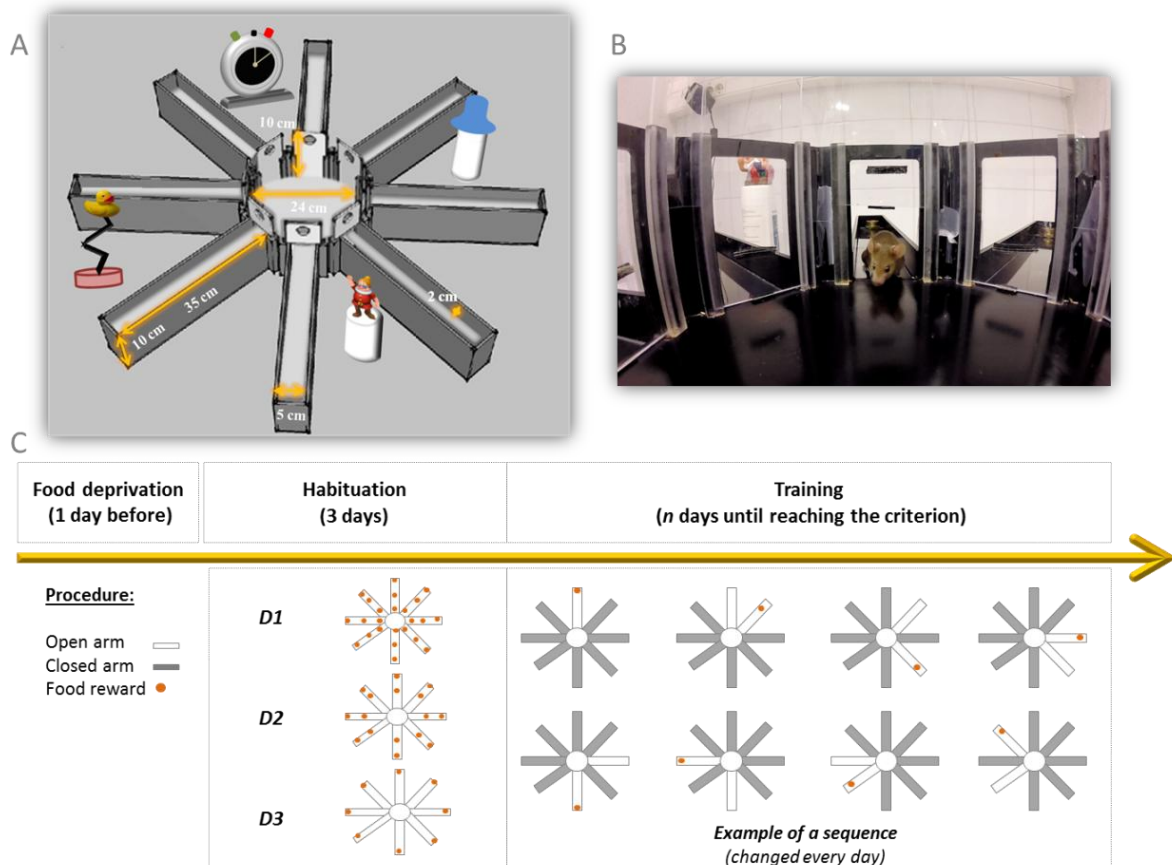 A
10 cm
24 cm
35 cm
10 cm
2 cm
5 cm
B
C
Food deprivation
(1 day before)
Habituation
(3 days)
Training
(n days until reaching the criterion)
Procedure:
Open arm
Closed arm
Food reward
D1
D2
D3
Example of a sequence
(changed every day)